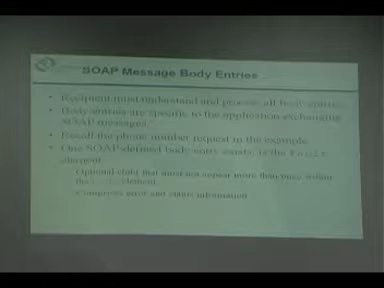 SOAP Message Body Entries
Recipient must understand and process all body entries
Body entries are specific to the application exchanging
SOAP messages
Recall the phone number request in the example
One SOAP-defined body entry exists, is the Fault
element
Optional child that must not appear more than once within
the element
Comprises error and status information